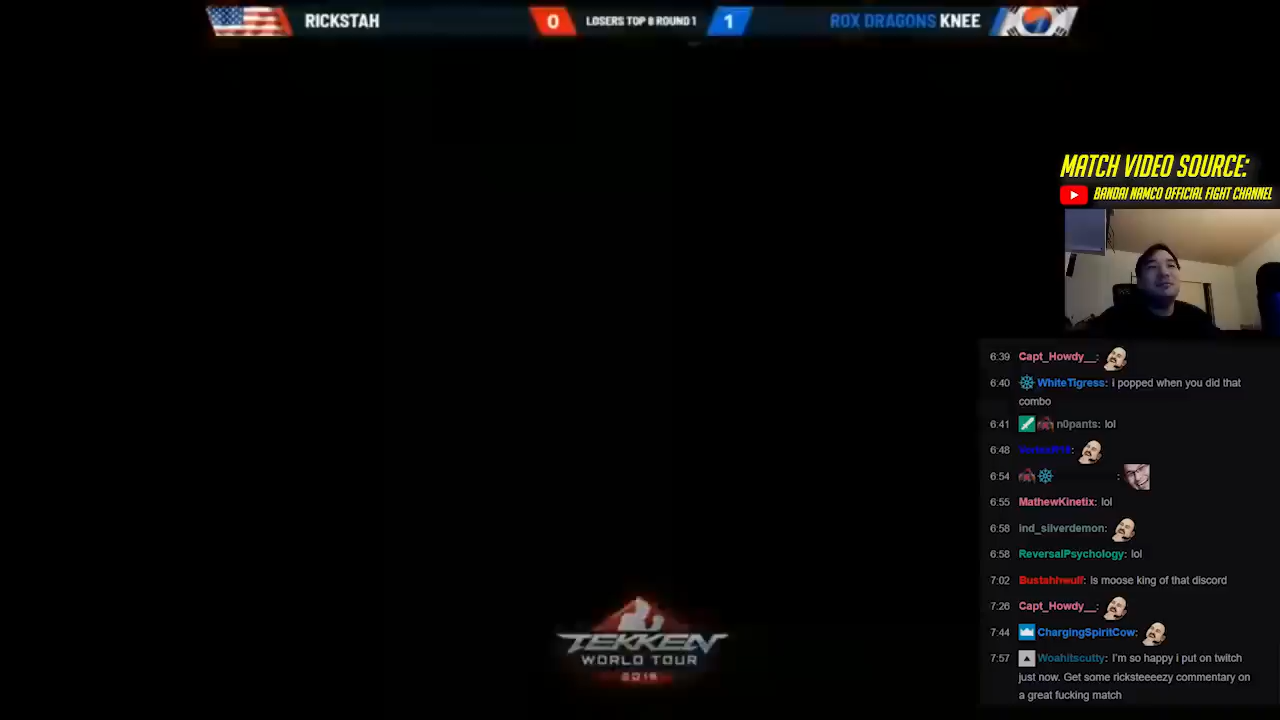 RICKSTAH
0
LOSERS TOP 8 ROUND 1
1
ROX DRAGONS KNEE
MATCH VIDEO SOURCE:
BANDAI NAMCO OFFICIAL FIGHT CHANNEL
6:39 Capt_Howdy__:
6:40 WhiteTigress: i popped when you did that
combo
6:41 n0pants: lol
6:48
6:54 :
6:55 MathewKinetix: lol
6:58 ind_silverdemon:
6:58 ReversalPsychology: lol
7:02 Bustahhwuff: Is moose king of that discord
7:26 Capt_Howdy__:
7:44 ChargingSpiritCow:
7:57 Woahitscutty: I'm so happy i put on twitch
just now. Get some ricksteeeezy commentary on
a great fucking match
TEKKEN
WORLD TOUR
2018